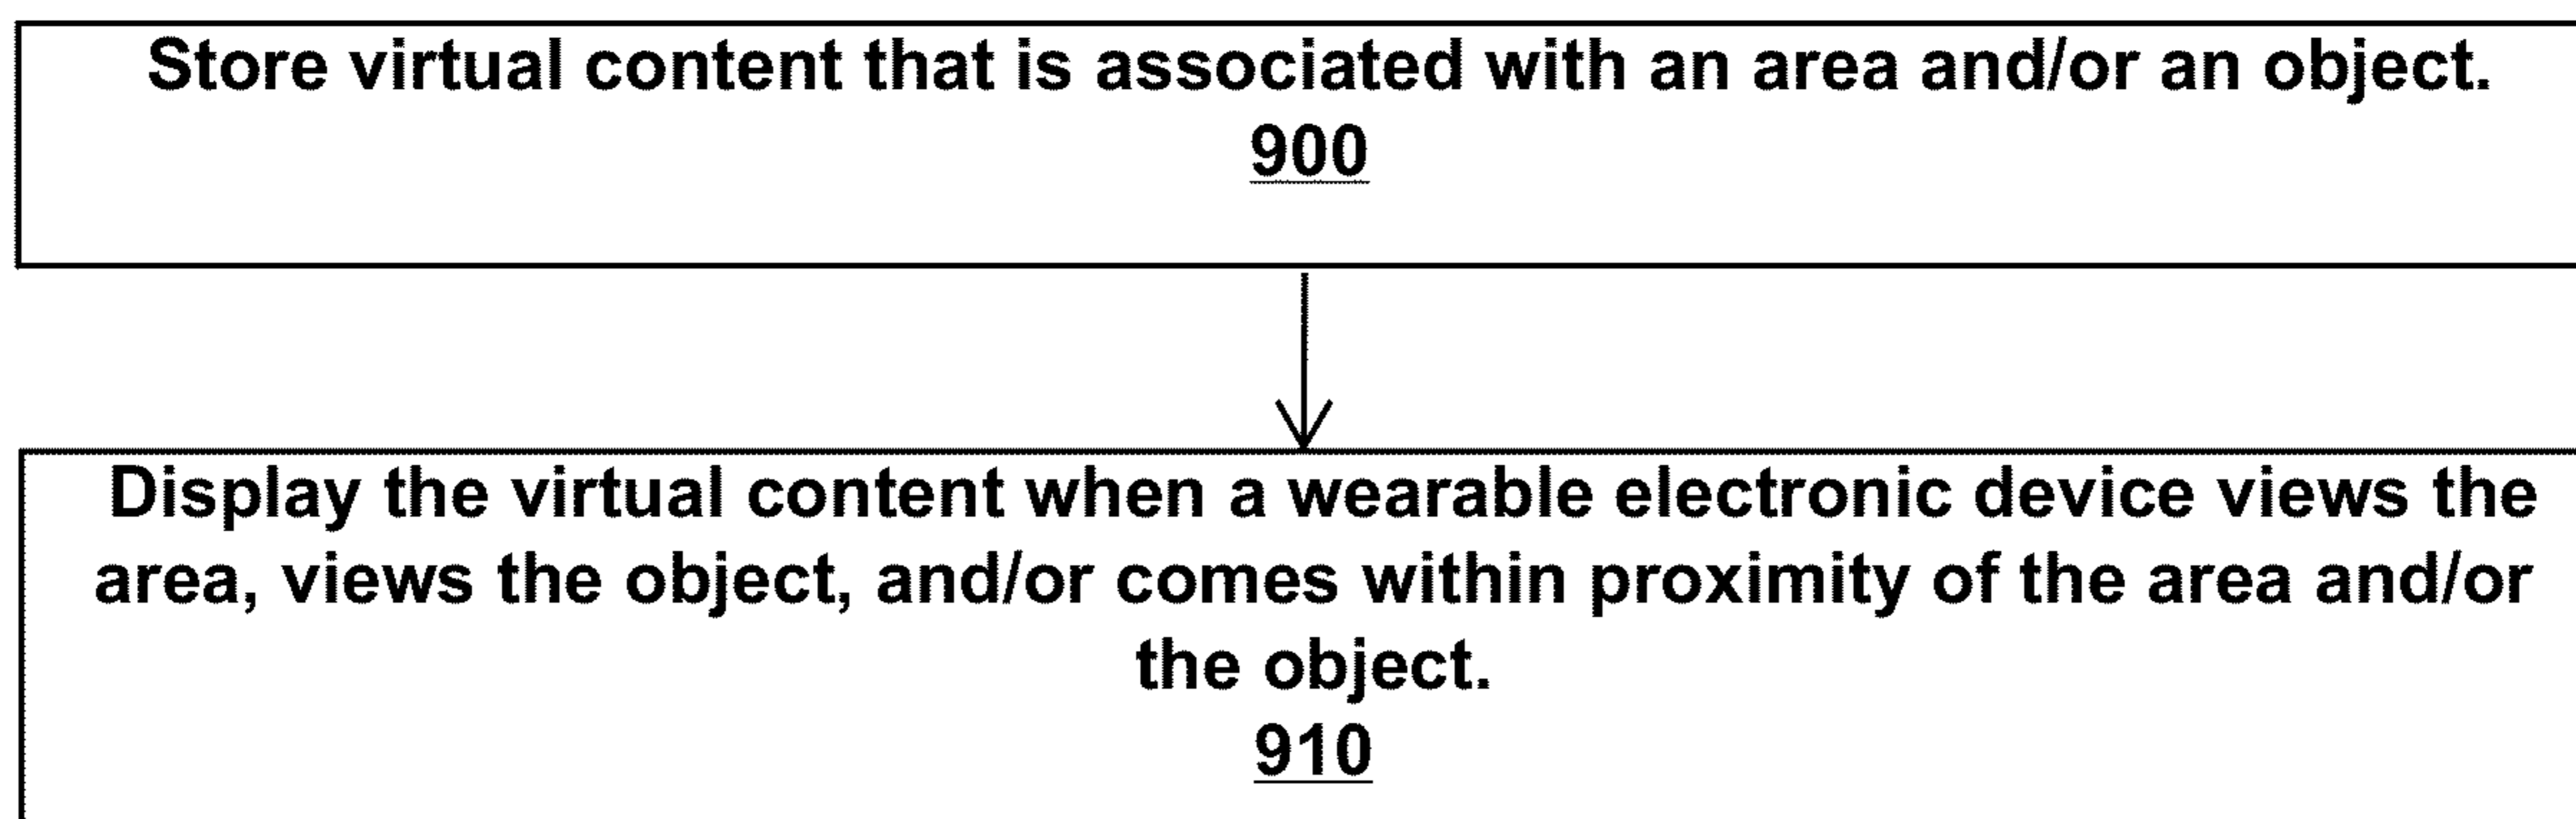 Store virtual content that is associated with an area and/or an object.
900
Display the virtual content when a wearable electronic device views the
area, views the object, and/or comes within proximity of the area and/or
the object.
910